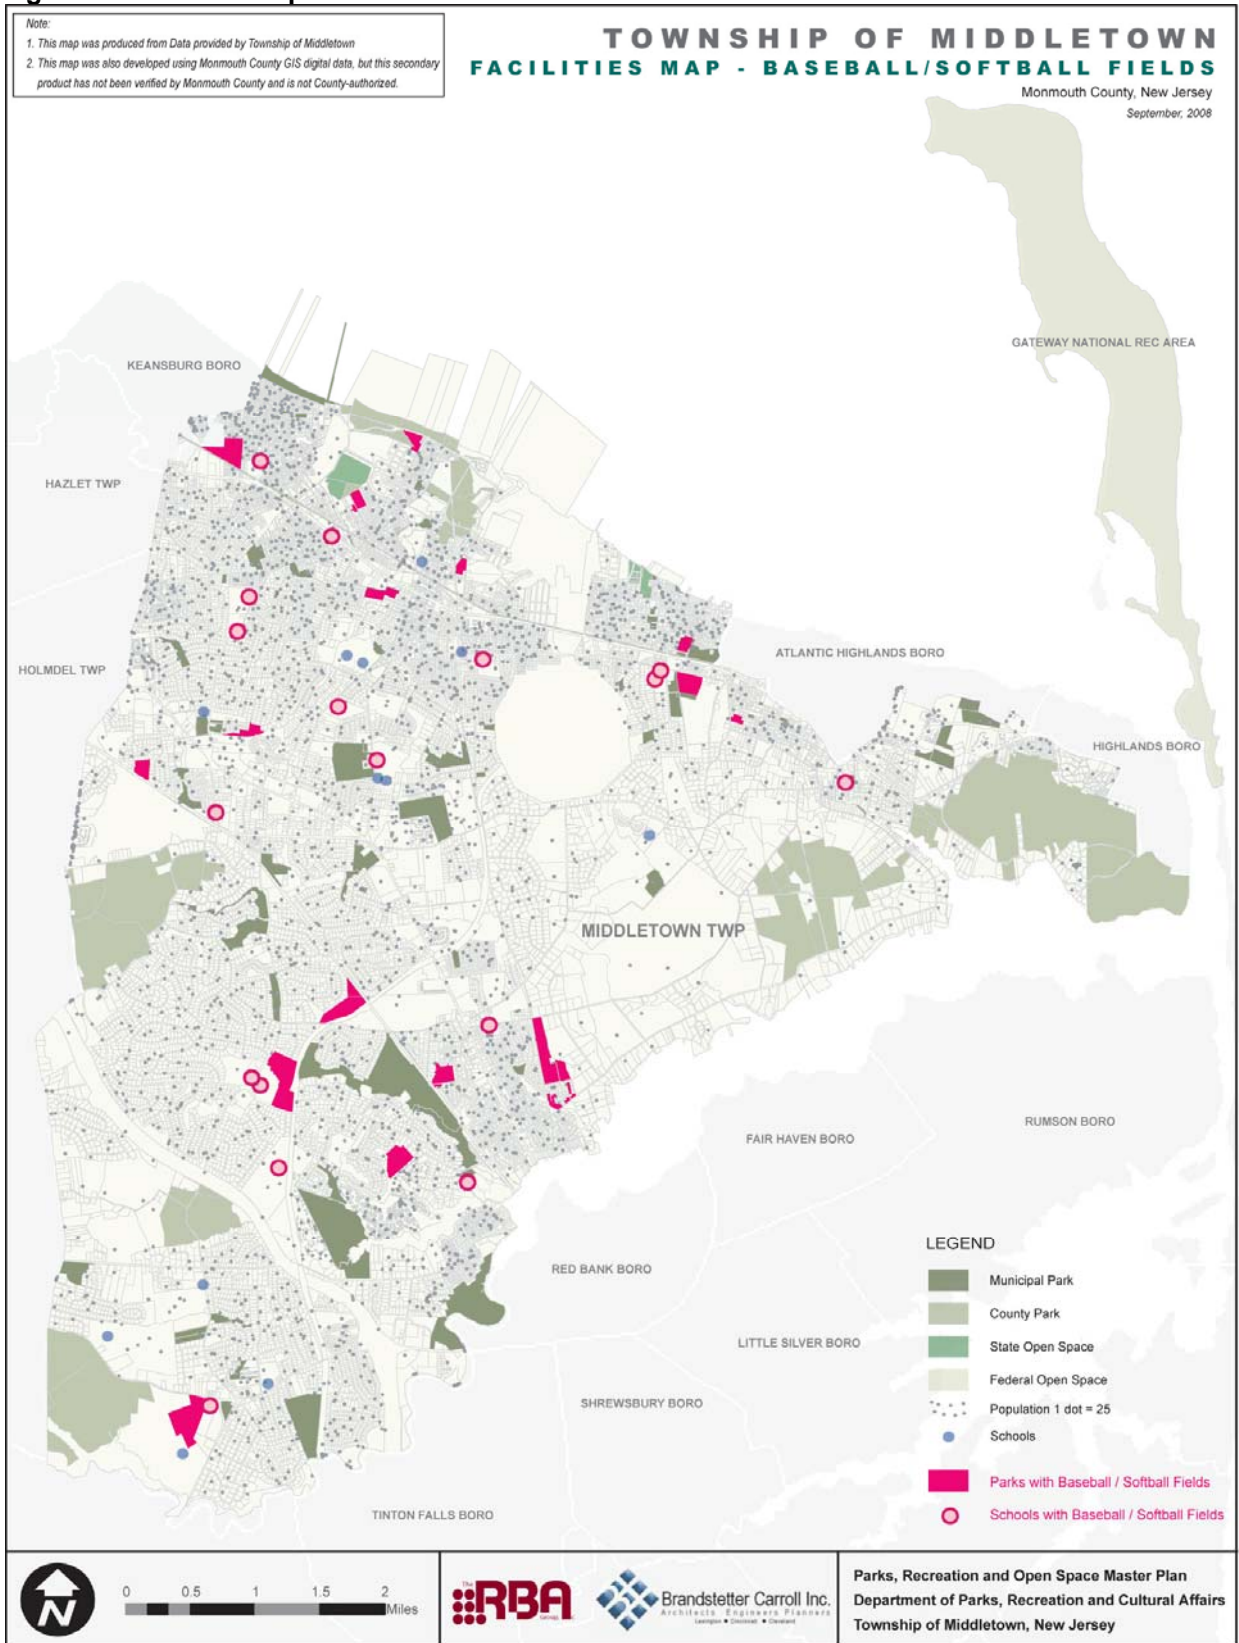 Note:
1. This map was produced from Data provided by Township of Middletown
2. This map was also developed using Monmouth County GIS digital data, but this secondary
product has not been verified by Monmouth County and is not County-authorized.
TOWNSHIP OF MIDDLETOWN
FACILITIES MAP - BASEBALL/SOFTBALL FIELDS
Monmouth County, New Jersey
September, 2008
GATEWAY NATIONAL REC AREA
KEANSBURG BORO
HAZLET TWP
ATLANTIC HIGHLANDS BORO
HOLMDEL TWP
HIGHLANDS BORO
MIDDLETOWN TWP
RUMSON BORO
FAIR HAVEN BORO
RED BANK BORO
LITTLE SILVER BORO
SHREWSBURY BORO
TINTON FALLS BORO
LEGEND
Municipal Park
County Park
State Open Space
Federal Open Space
Population 1 dot = 25
Schools
Parks with Baseball / Softball Fields
Schools with Baseball / Softball Fields
N
0 0.5 1 1.5 2
Miles
The
RBA
Brandstetter Carroll Inc.
Architects Engineers Planners
Lexington Cincinnati Cleveland
Parks, Recreation and Open Space Master Plan
Department of Parks, Recreation and Cultural Affairs
Township of Middletown, New Jersey